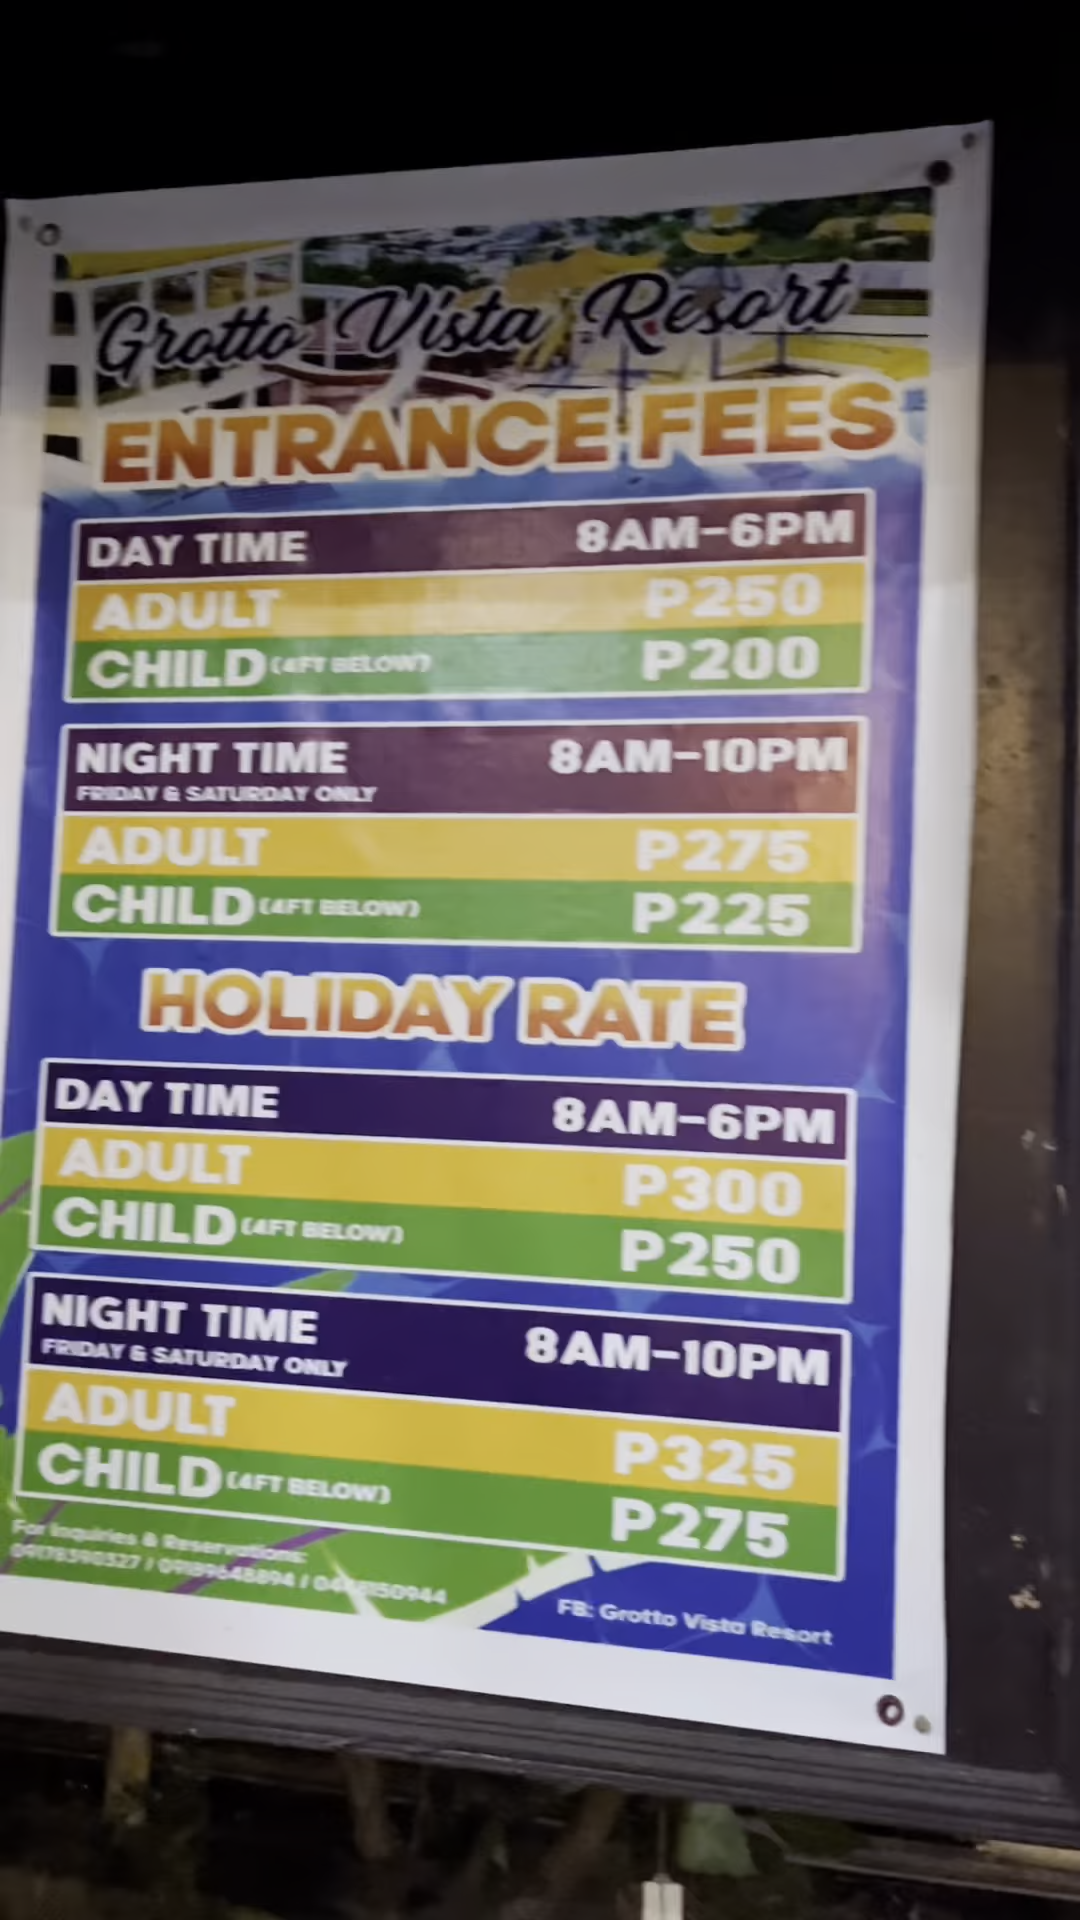 Grotto Vista Resort
ENTRANCE FEES
DAY TIME 8AM-6PM
ADULT P250
CHILD (4FT BELOW) P200
NIGHT TIME 8AM-10PM
FRIDAY & SATURDAY ONLY
ADULT P275
CHILD (4FT BELOW) P225
HOLIDAY RATE
DAY TIME 8AM-6PM
ADULT P300
CHILD (4FT BELOW) P250
NIGHT TIME 8AM-10PM
FRIDAY & SATURDAY ONLY
ADULT P325
CHILD (4FT BELOW) P275
For Inquiries & Reservations:
FB: Grotto Vista Resort